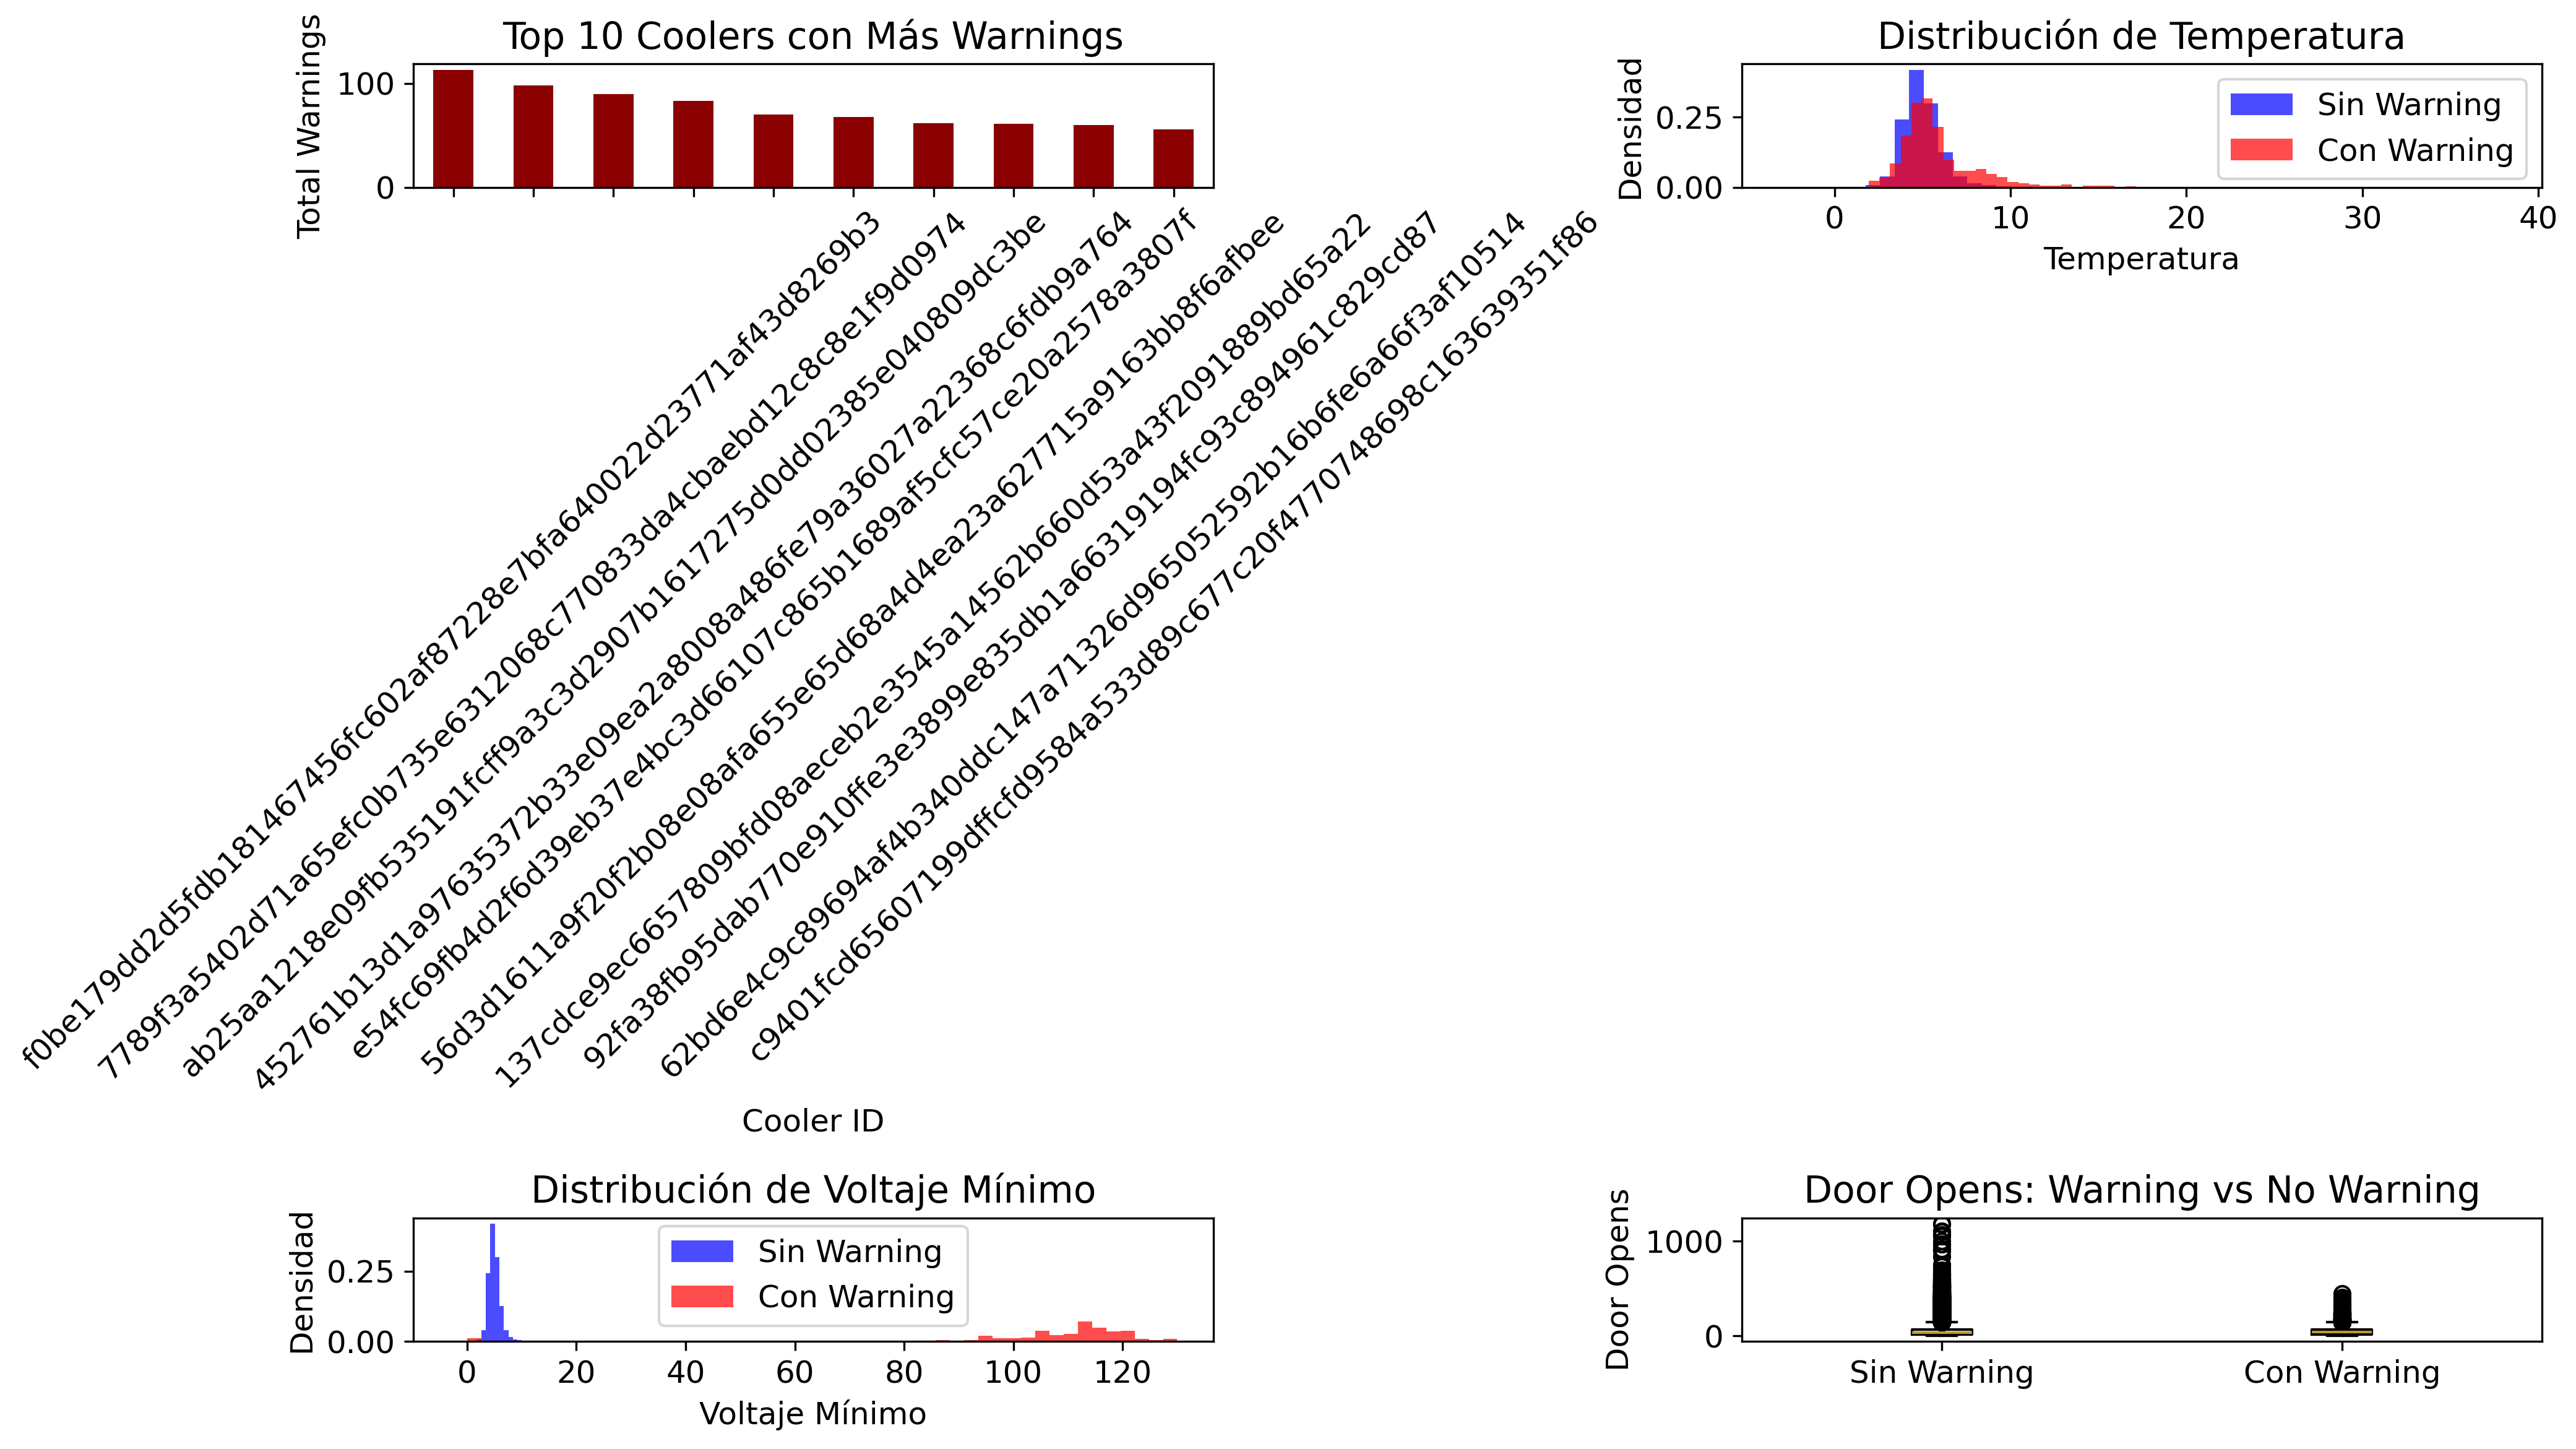 Top 10 Coolers con Más Warnings
Total Warnings
100
0
f0be179dd2d5fdb181467456fc602af87228e7bfa640022d23771af43d8269b3
7789f3a5402d71a65efc0b735e6312068c770833da4cbaebd12c8c8e1f9d0974
ab25aa1218e09fb535191fcff9a3c3d2907b1617275d0dd02385e040809dc3be
452761b13d1a97635372b33e09ea2a8008a486fe79a36027a22368c6fdb9a764
e54fc69fb4d2f6d39eb37e4bc3d66107c865b1689af5cfc57ce20a2578a3807f
56d3d1611a9f20f2b08e08afa655e65d68a4d4ea23a627715a9163bb8f6afbee
137cdce9ec6657809bfd08aeceb2e3545a14562b660d53a43f2091889bd65a22
92fa38fb95dab770e910ffe3e3899e835db1a66319194fc93c894961c829cd87
62bd6e4c9c89694af4b340ddc147a71326d965052592b16b6fe6a66f3af10514
c9401fcd65607199dffcfd9584a533d89c677c20f4770748698c163639351f86
Cooler ID
Distribución de Temperatura
Densidad
0.25
0.00
Sin Warning
Con Warning
0 10 20 30 40
Temperatura
Distribución de Voltaje Mínimo
Densidad
0.25
0.00
Sin Warning
Con Warning
0 20 40 60 80 100 120
Voltaje Mínimo
Door Opens: Warning vs No Warning
Door Opens
1000
0
Sin Warning Con Warning